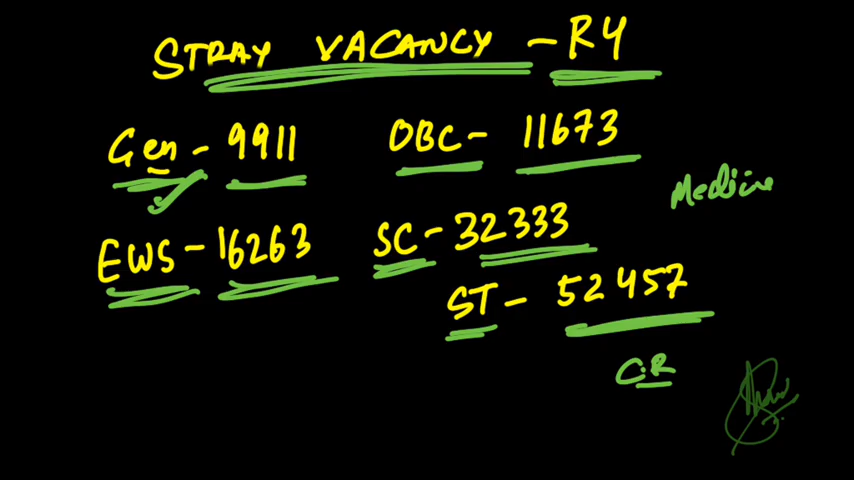 STRAY VACANCY - R4
Gen - 9911 OBC - 11673
Medicine
EWS - 16263 SC - 32333
ST - 52457
CR